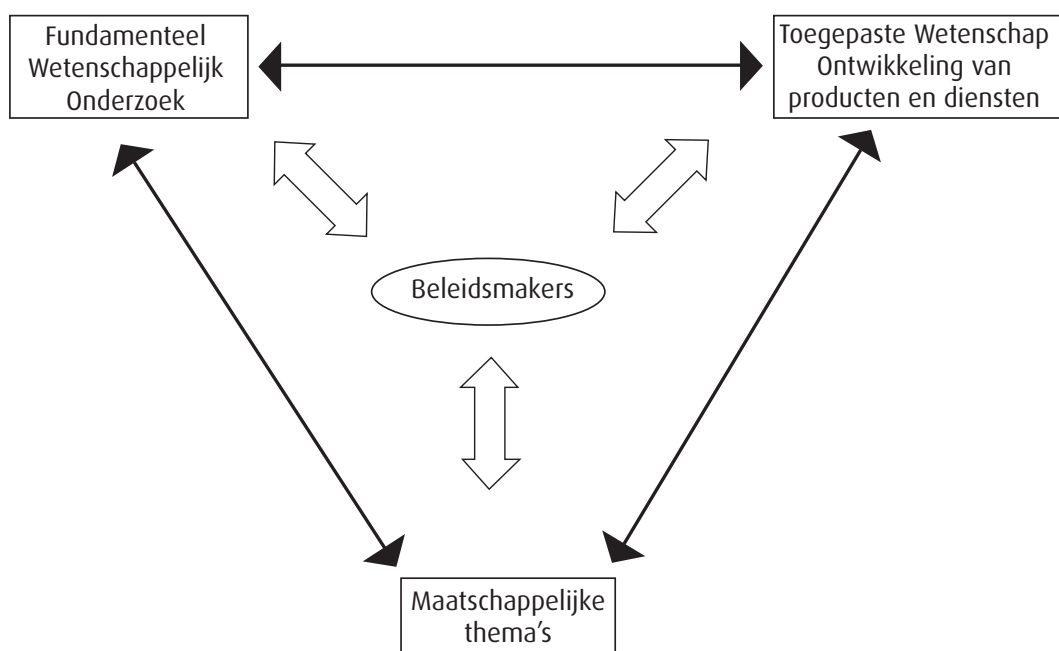 Fundamenteel
Wetenschappelijk
Onderzoek
Toegepaste Wetenschap
Ontwikkeling van
producten en diensten
Beleidsmakers
Maatschappelijke
thema's